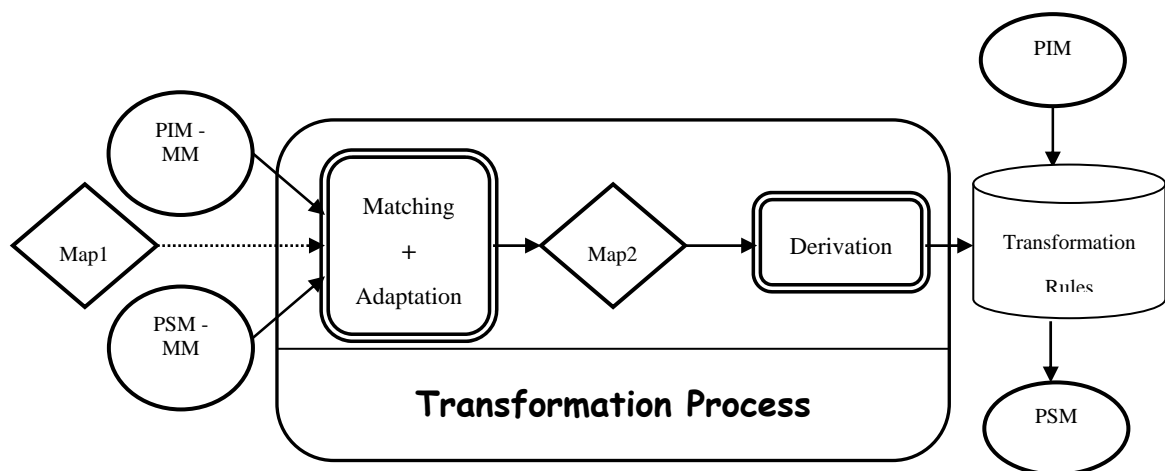 PIM
PIM -
MM
Matching
+
Adaptation
Map1
Map2
Derivation
Transformation
Rules
PSM -
MM
Transformation Process
PSM